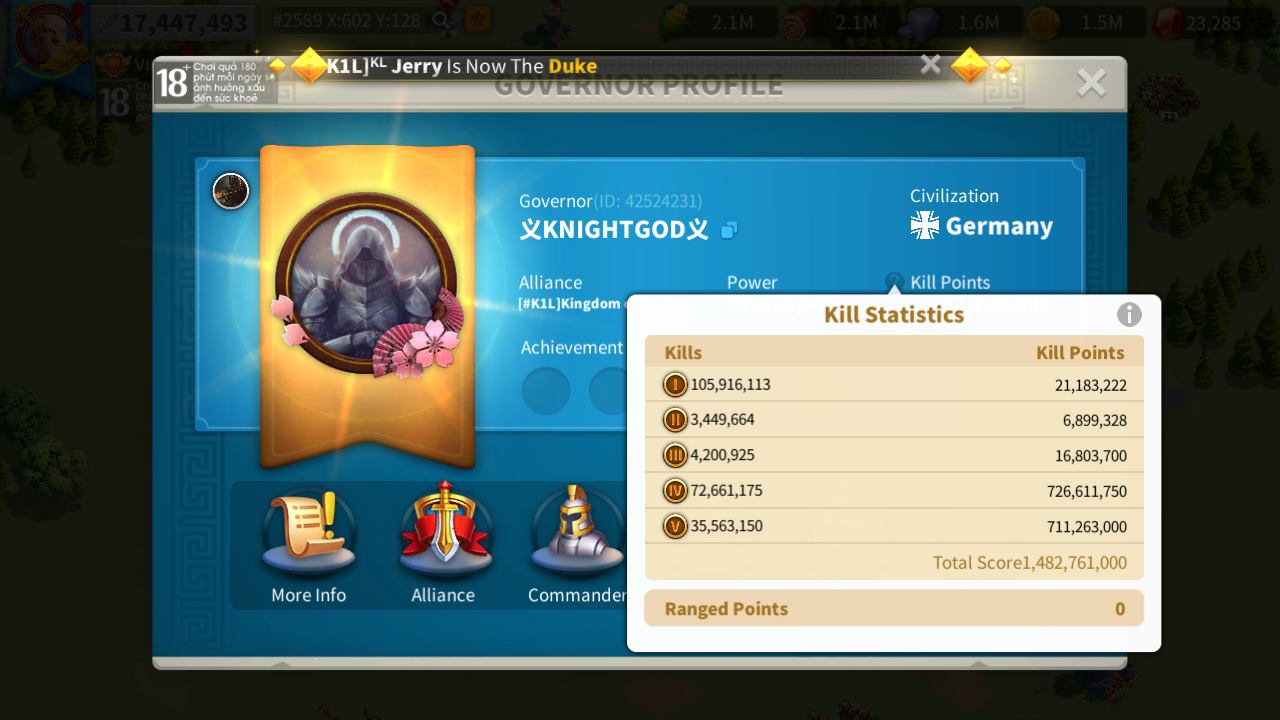 17,447,493
#2589 X:602 Y:128
2.1M
2.1M
1.6M
1.5M
23,285
18+
Chơi quá 180
phút mỗi ngày sẽ
ảnh hưởng xấu
đến sức khoẻ
K1L]ᴷᴸ Jerry Is Now The Duke
GOVERNOR PROFILE
18
22
Governor(ID: 42524231)
义KNIGHTGOD义
Civilization
Germany
Alliance
Power
Kill Points
[#K1L]Kingdom
Achievement
Kill Statistics
Kills
Kill Points
I 105,916,113
21,183,222
II 3,449,664
6,899,328
III 4,200,925
16,803,700
IV 72,661,175
726,611,750
V 35,563,150
711,263,000
Total Score1,482,761,000
Ranged Points
0
More Info
Alliance
Commander